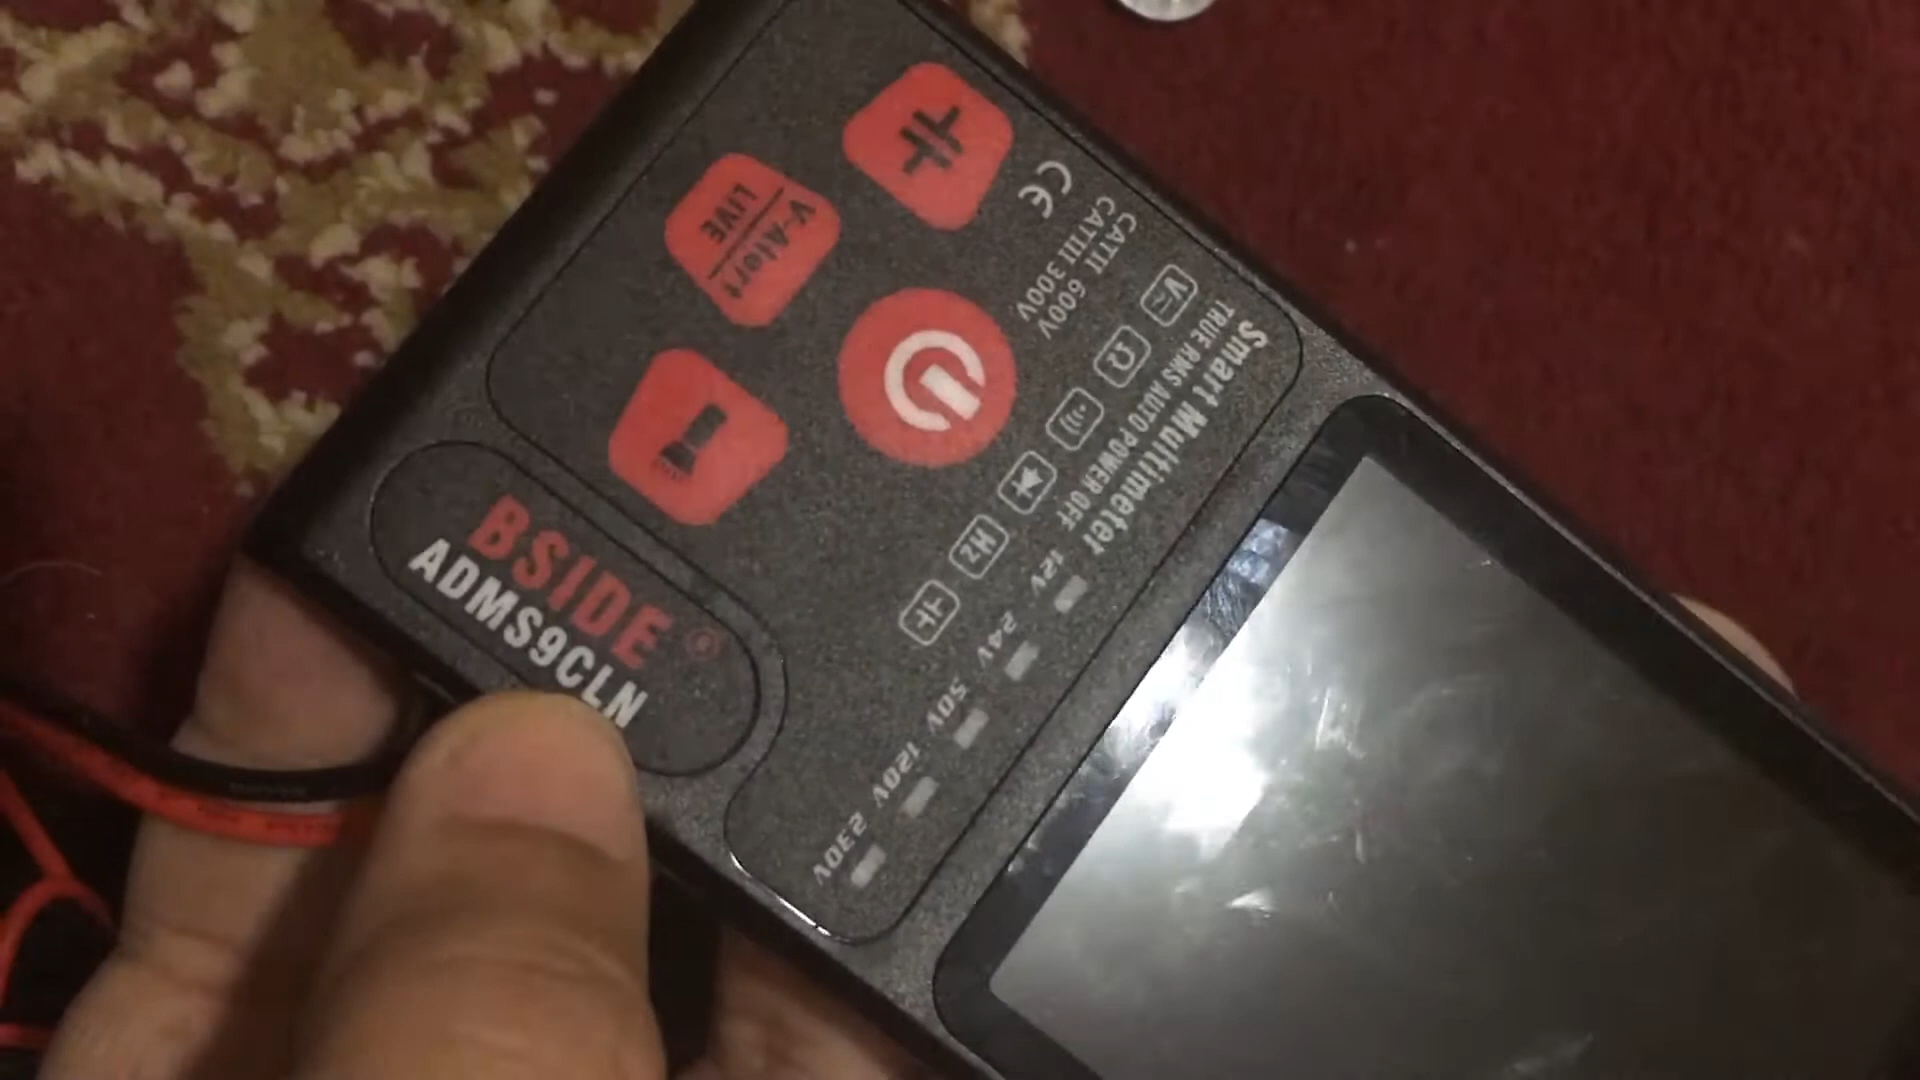 Smart Multimeter
TRUE RMS AUTO POWER OFF
CATII 600V
CATIII 300V
CE
V
Ω
Hz
12V
24V
50V
120V
230V
V-Alert
LIVE
BSIDE ®
ADMS9CLN